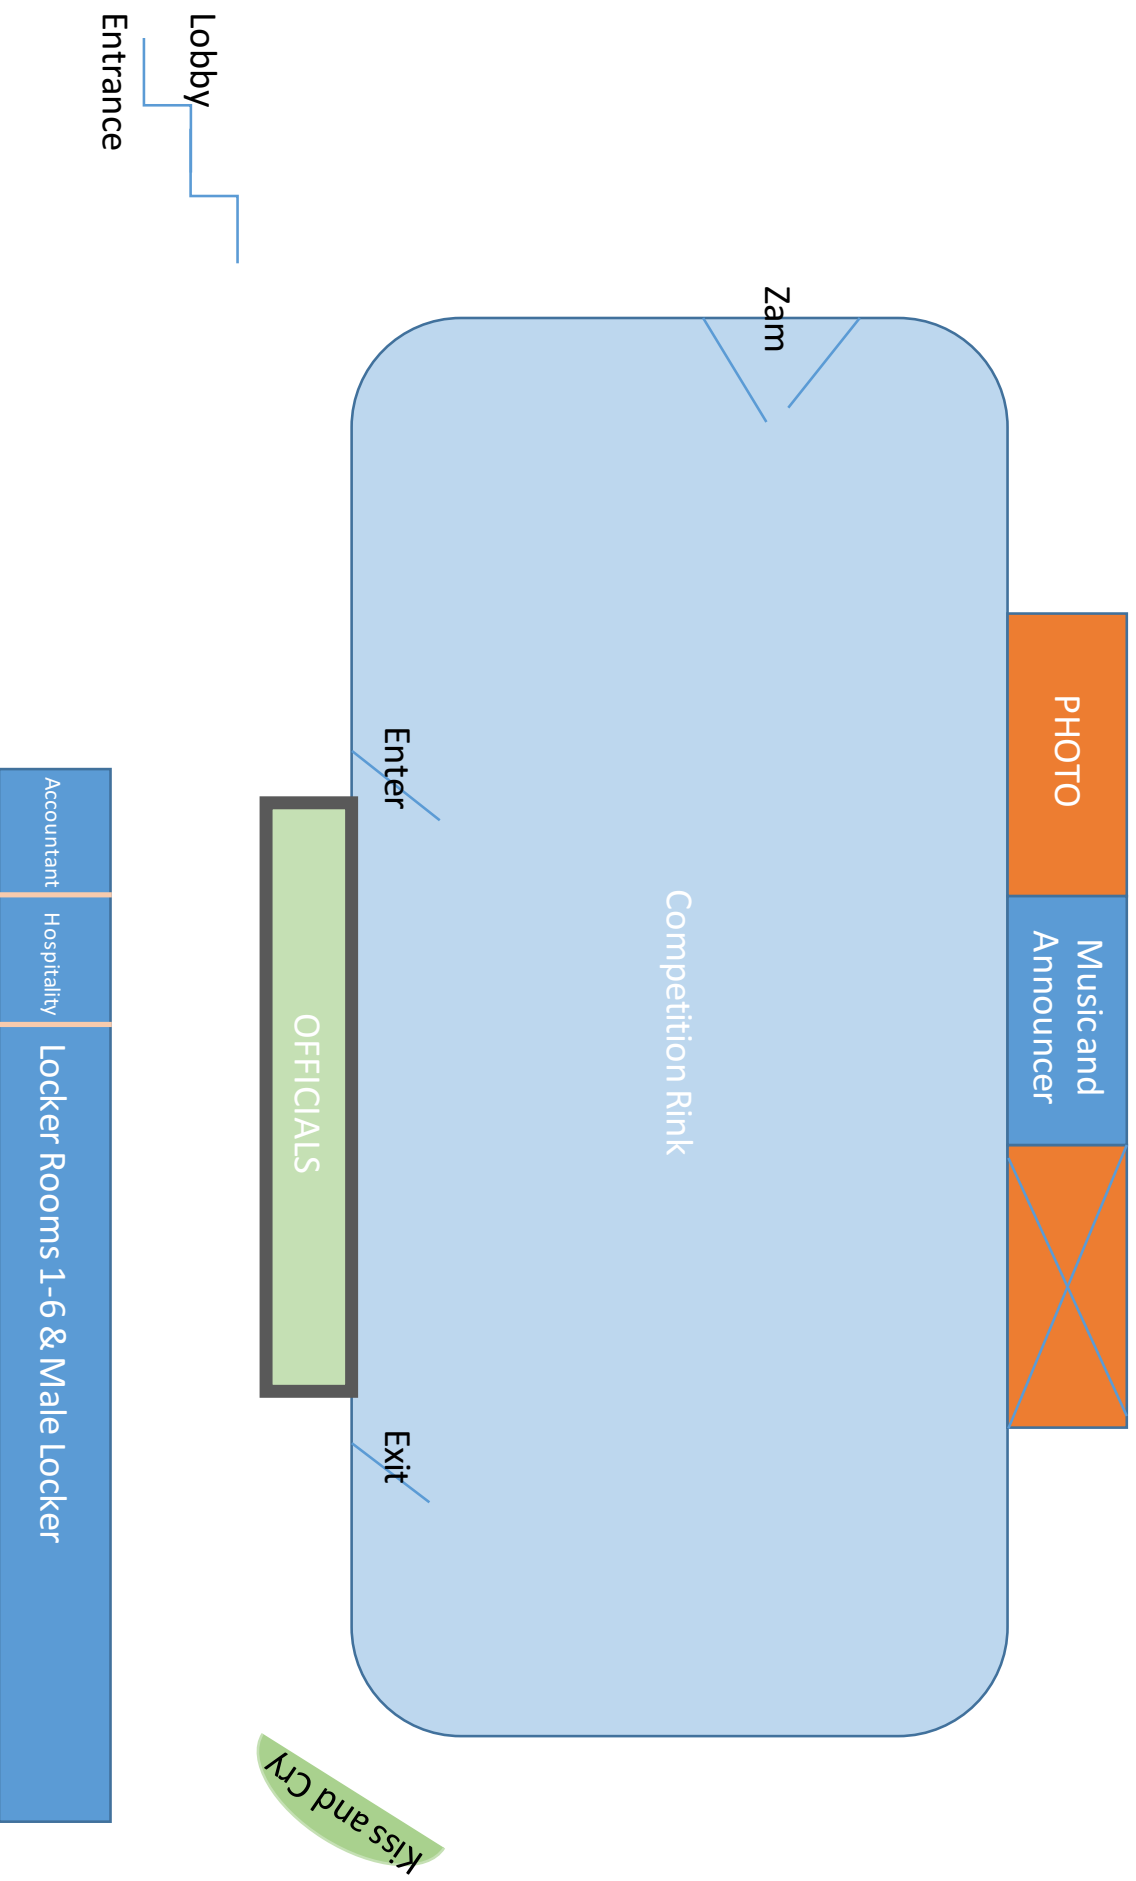 PHOTO
Music and
Announcer
Zam
Competition Rink
Enter
Exit
OFFICIALS
Lobby
Entrance
Kiss and Cry
Accountant
Hospitality
Locker Rooms 1-6 & Male Locker